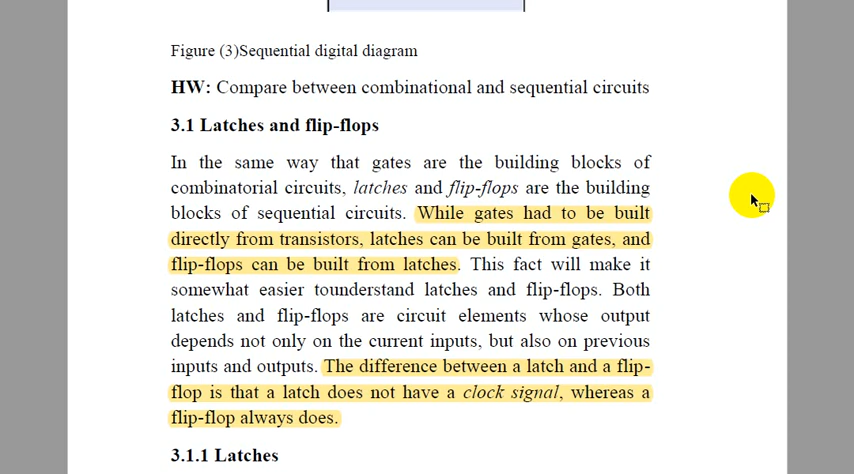 Figure (3)Sequential digital diagram
HW: Compare between combinational and sequential circuits
3.1 Latches and flip-flops
In the same way that gates are the building blocks of
combinatorial circuits, latches and flip-flops are the building
blocks of sequential circuits. While gates had to be built
directly from transistors, latches can be built from gates, and
flip-flops can be built from latches. This fact will make it
somewhat easier tounderstand latches and flip-flops. Both
latches and flip-flops are circuit elements whose output
depends not only on the current inputs, but also on previous
inputs and outputs. The difference between a latch and a flip-
flop is that a latch does not have a clock signal, whereas a
flip-flop always does.
3.1.1 Latches